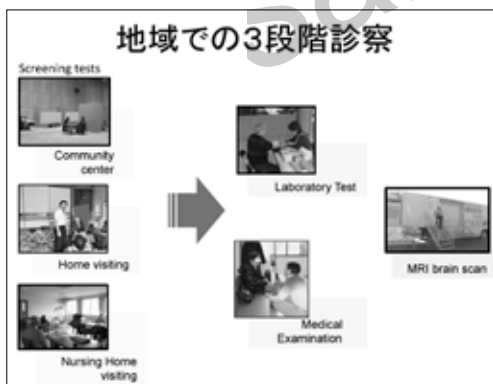 地域での3段階診察
Screening tests
Community
center
Home visiting
Nursing Home
visiting
Laboratory Test
Medical
Examination
MRI brain scan